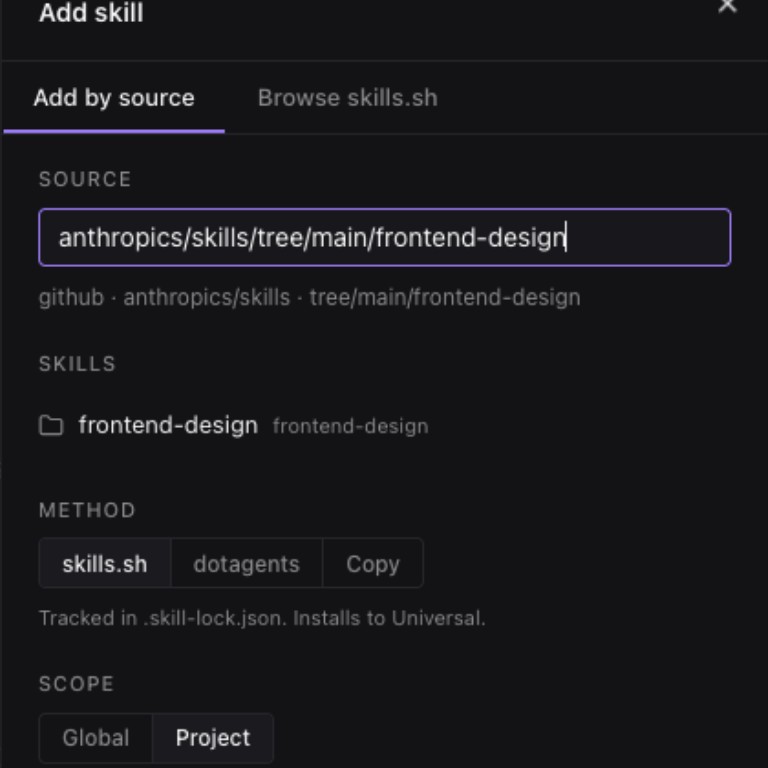 Add skill
Add by source Browse skills.sh
SOURCE
anthropics/skills/tree/main/frontend-design
github · anthropics/skills · tree/main/frontend-design
SKILLS
frontend-design frontend-design
METHOD
skills.sh dotagents Copy
Tracked in .skill-lock.json. Installs to Universal.
SCOPE
Global Project